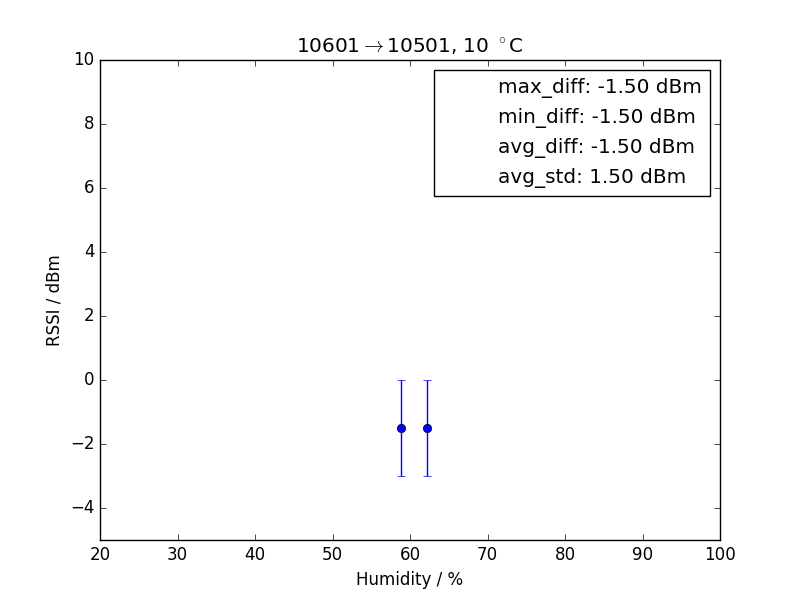 10601→10501, 10 °C
max_diff: -1.50 dBm
min_diff: -1.50 dBm
avg_diff: -1.50 dBm
avg_std: 1.50 dBm
RSSI / dBm
10
8
6
4
2
0
−2
−4
20 30 40 50 60 70 80 90 100
Humidity / %